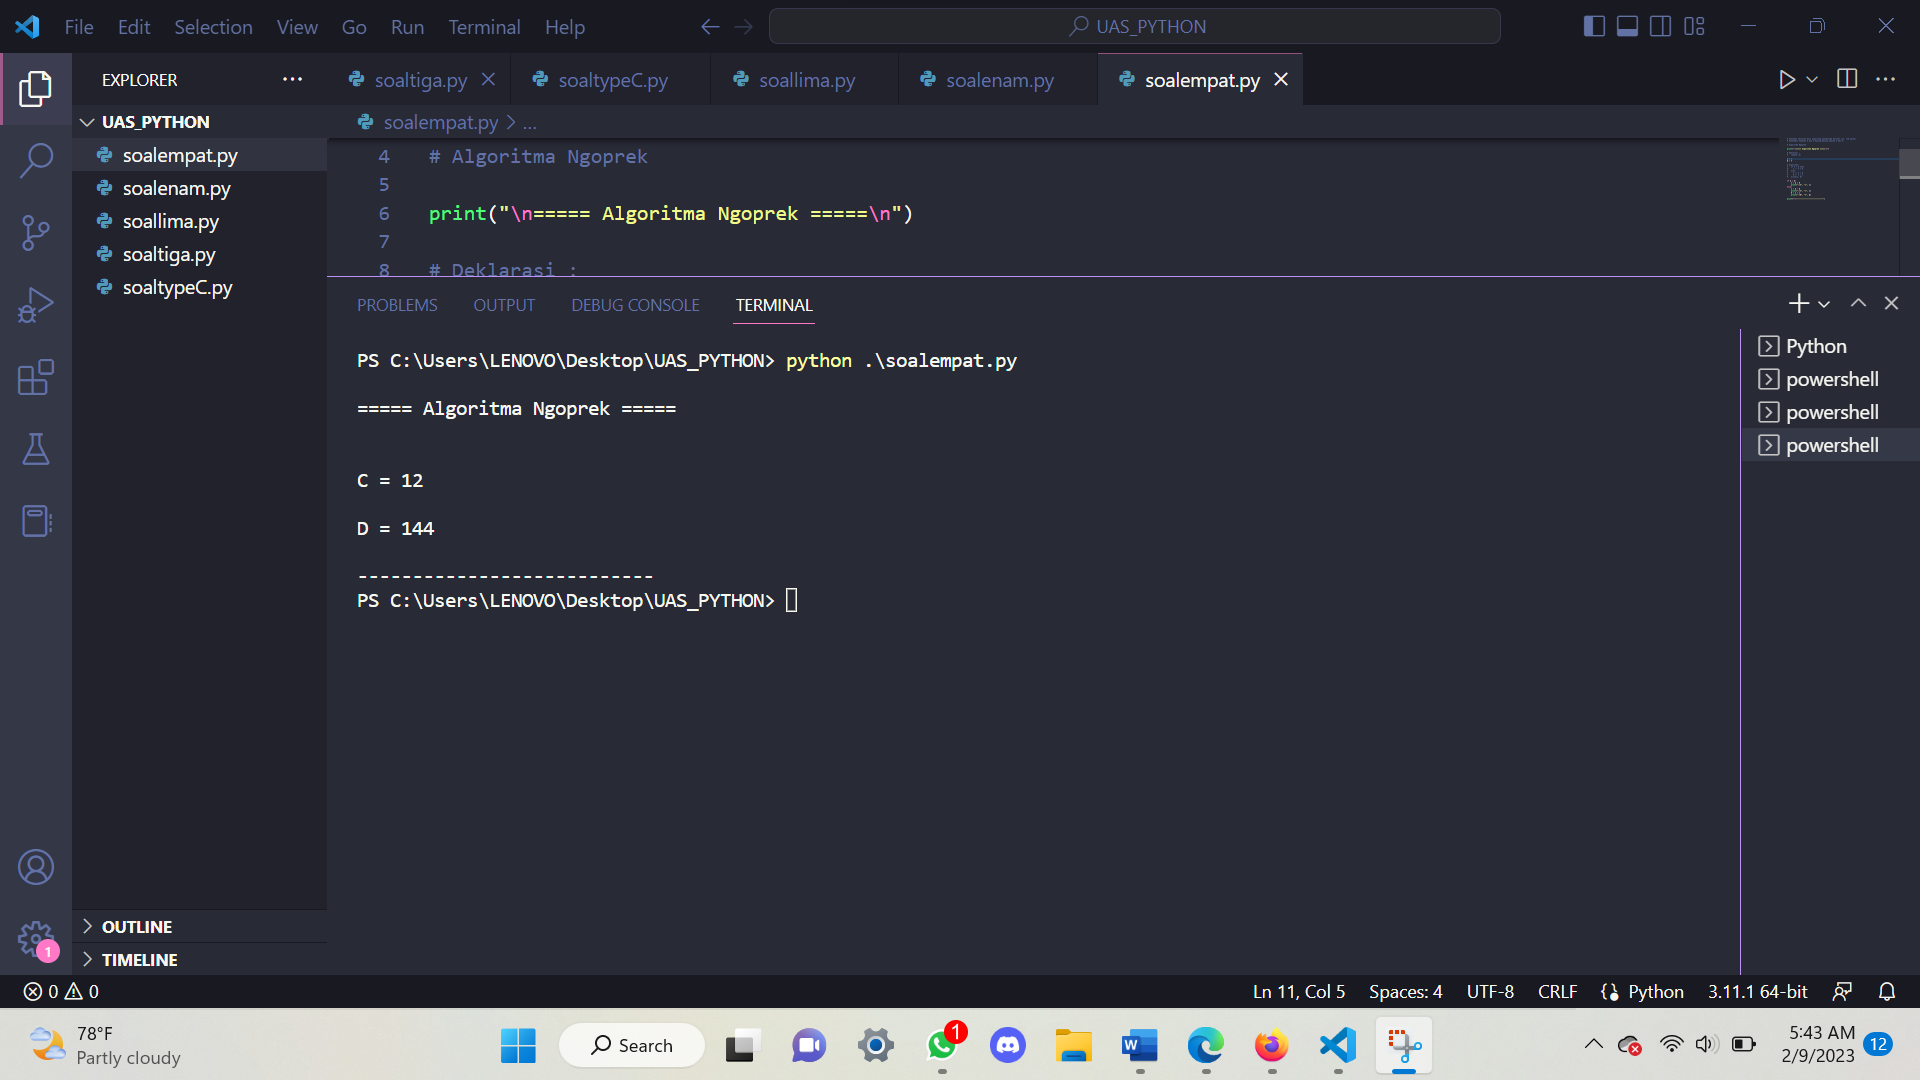 File Edit Selection View Go Run Terminal Help
UAS_PYTHON
EXPLORER
soaltiga.py soaltypeC.py soallima.py soalenam.py soalempat.py
UAS_PYTHON
soalempat.py
soalenam.py
soallima.py
soaltiga.py
soaltypeC.py
soalempat.py > ...
4 # Algoritma Ngoprek
5
6 print("\n===== Algoritma Ngoprek =====\n")
7
8 # Deklarasi :
PROBLEMS OUTPUT DEBUG CONSOLE TERMINAL
PS C:\Users\LENOVO\Desktop\UAS_PYTHON> python .\soalempat.py
===== Algoritma Ngoprek =====
C = 12
D = 144
---------------------------
PS C:\Users\LENOVO\Desktop\UAS_PYTHON>
Python
powershell
powershell
powershell
OUTLINE
1
TIMELINE
0 0
Ln 11, Col 5 Spaces: 4 UTF-8 CRLF Python 3.11.1 64-bit
78°F
Partly cloudy
Search
1
W
5:43 AM
2/9/2023
12